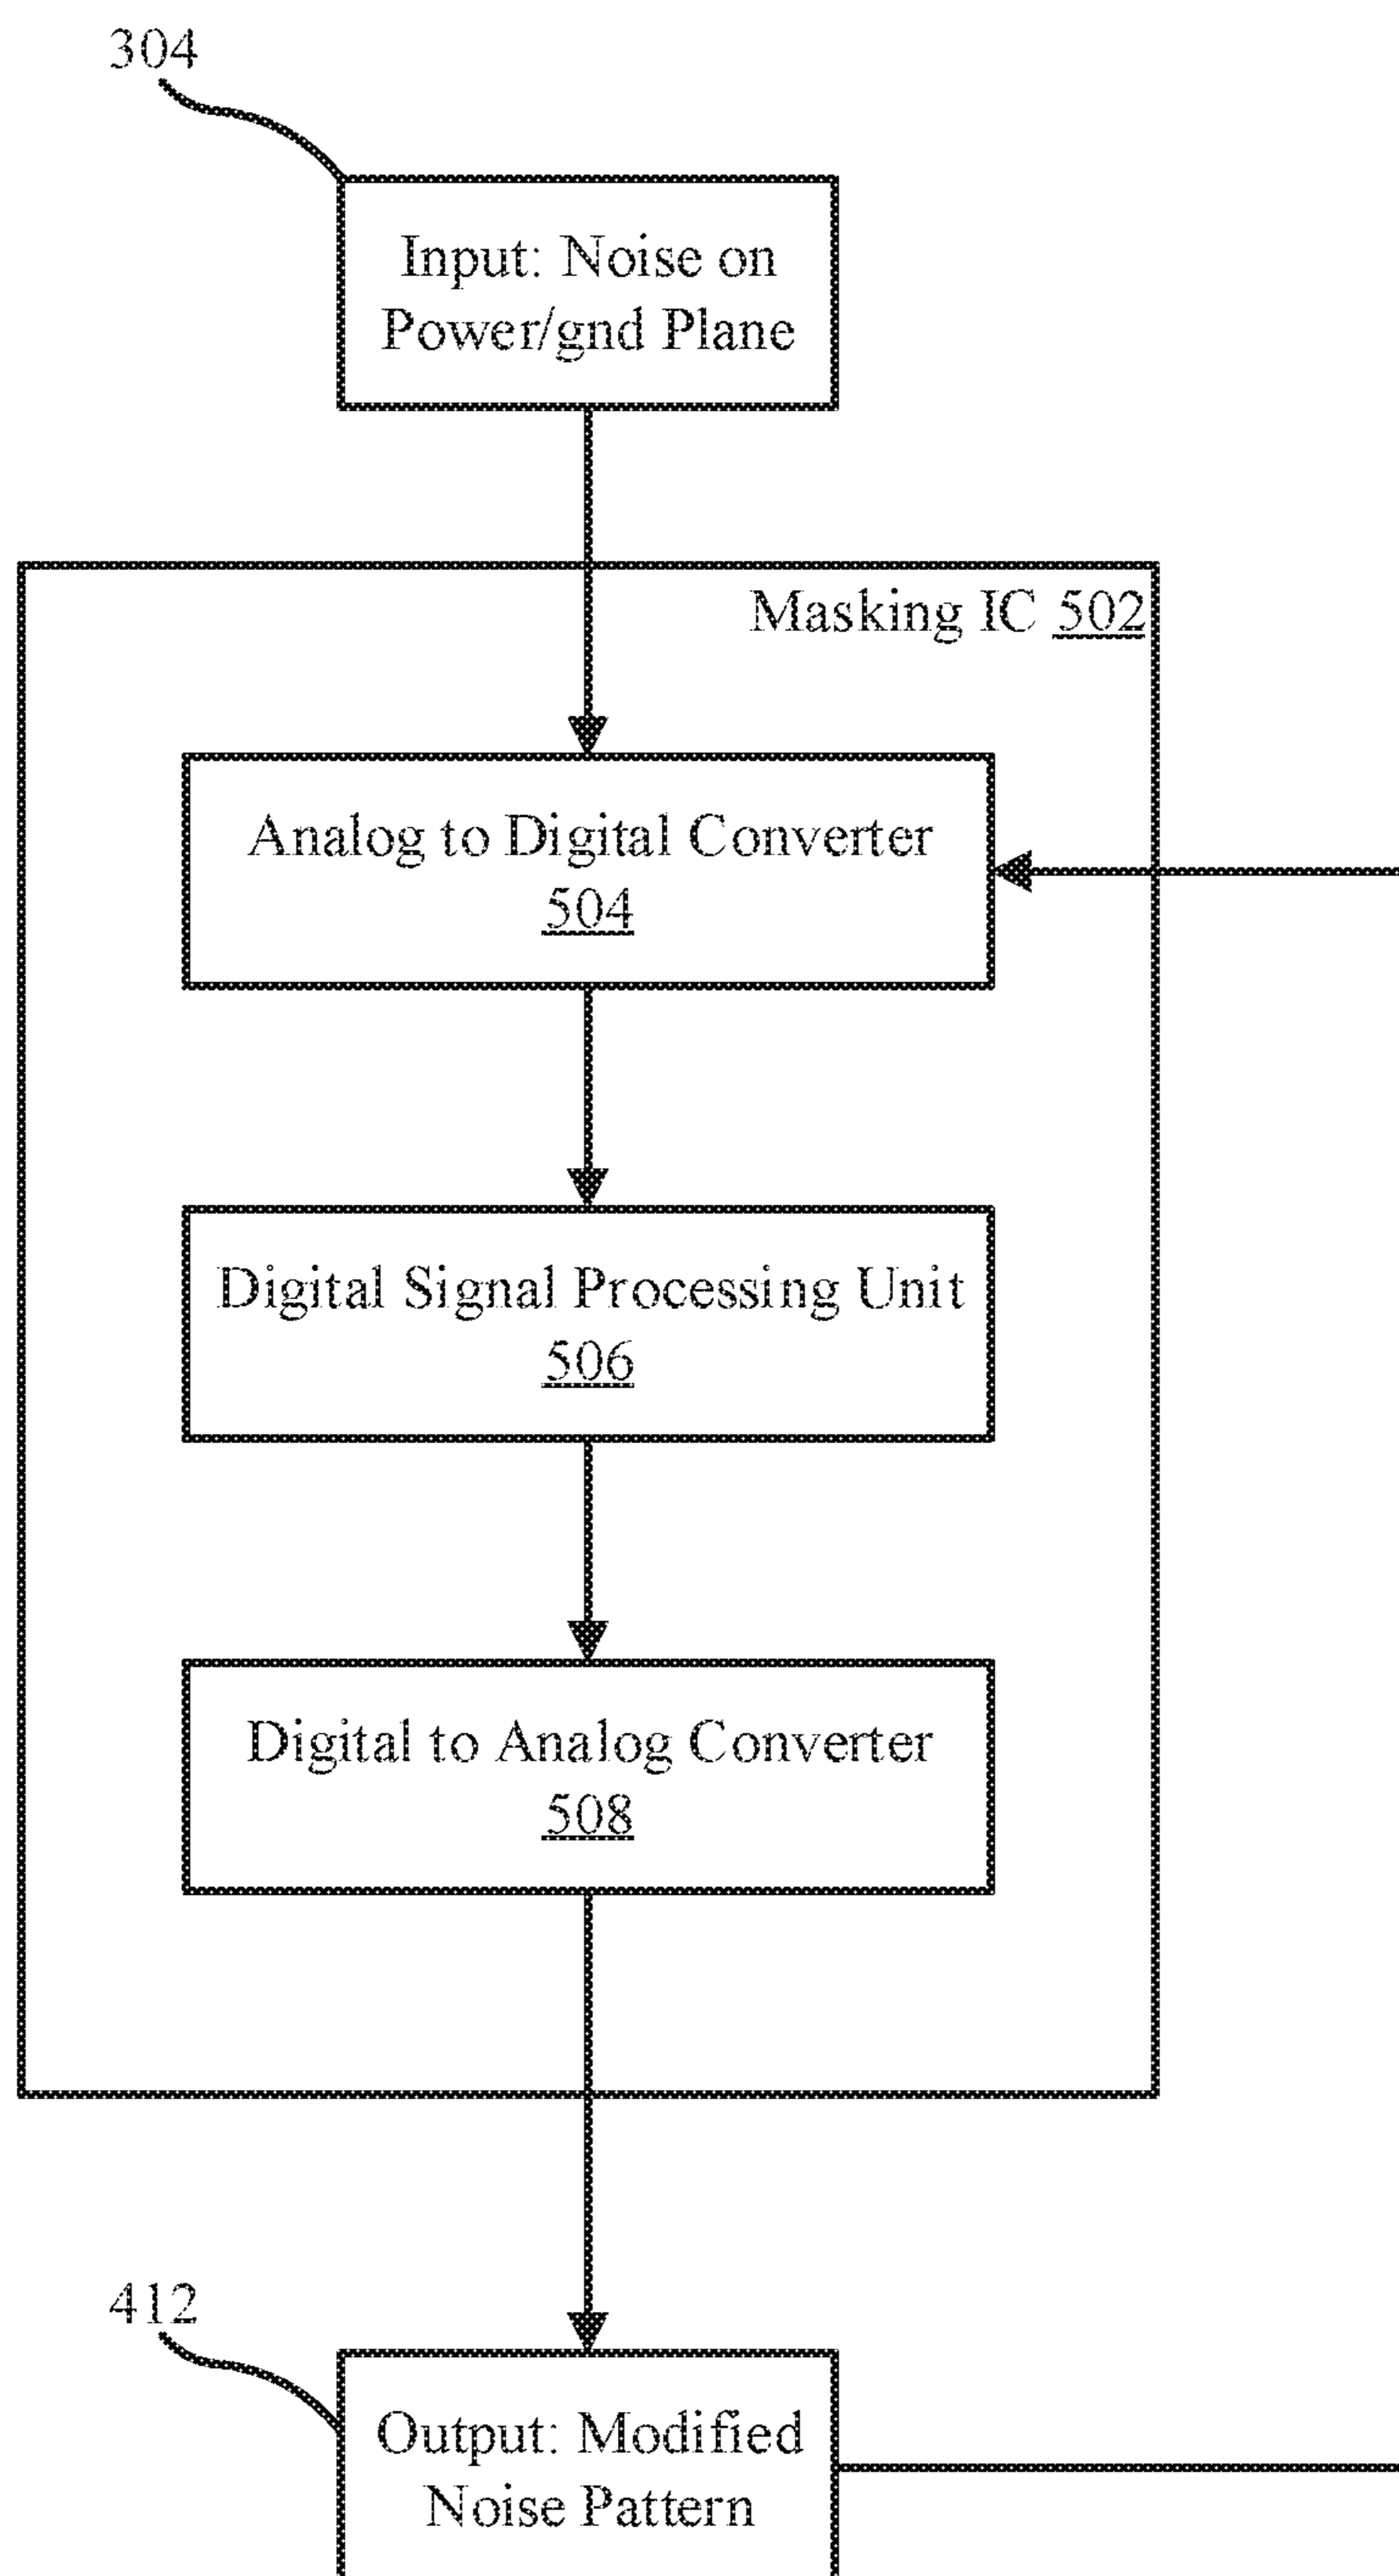 304
Input: Noise on
Power/gnd Plane
Masking IC 502
Analog to Digital Converter
504
Digital Signal Processing Unit
506
Digital to Analog Converter
508
412
Output: Modified
Noise Pattern